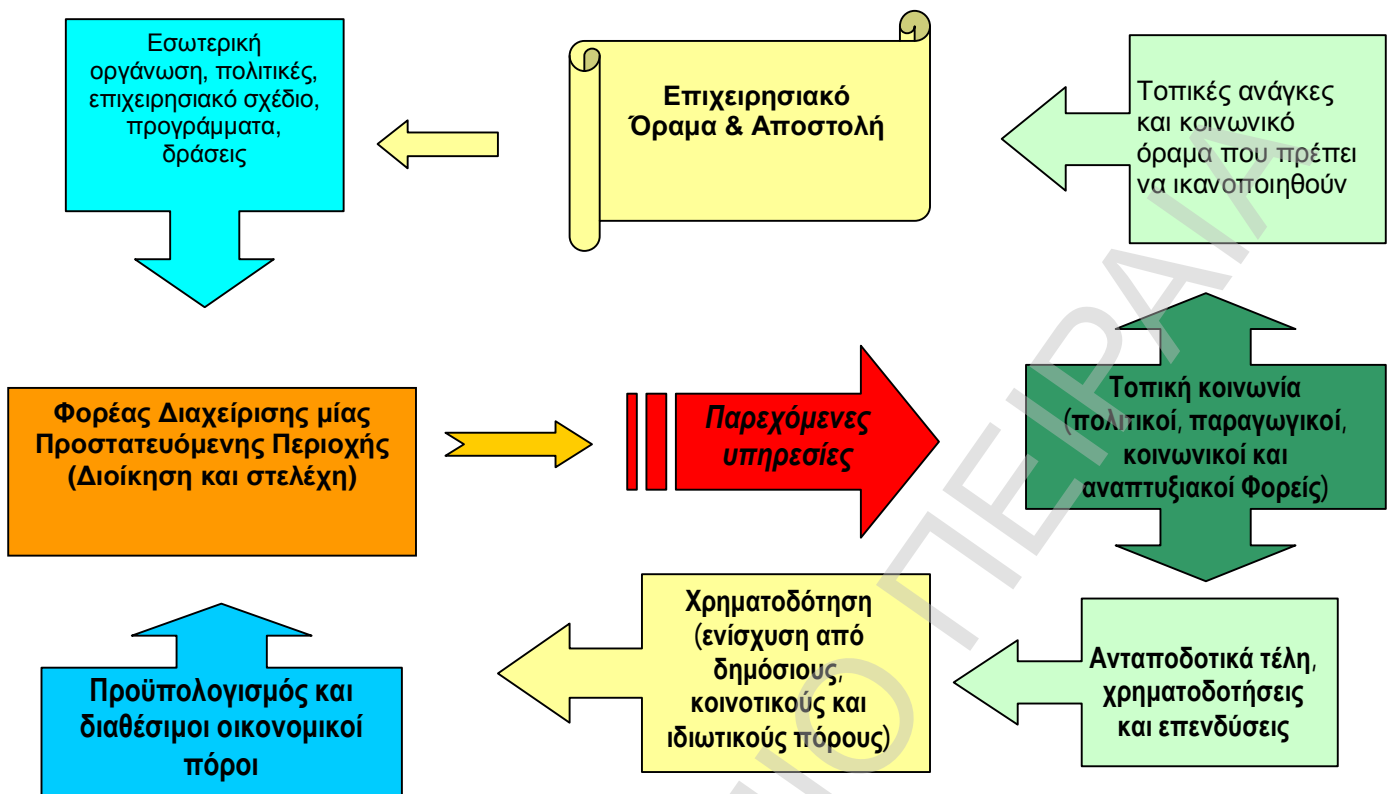 Εσωτερική
οργάνωση, πολιτικές,
επιχειρησιακό σχέδιο,
προγράμματα,
δράσεις
Επιχειρησιακό
Όραμα & Αποστολή
Τοπικές ανάγκες
και κοινωνικό
όραμα που πρέπει
να ικανοποιηθούν
Φορέας Διαχείρισης μίας
Προστατευόμενης Περιοχής
(Διοίκηση και στελέχη)
Παρεχόμενες
υπηρεσίες
Τοπική κοινωνία
(πολιτικοί, παραγωγικοί,
κοινωνικοί και
αναπτυξιακοί Φορείς)
Προϋπολογισμός και
διαθέσιμοι οικονομικοί
πόροι
Χρηματοδότηση
(ενίσχυση από
δημόσιους,
κοινοτικούς και
ιδιωτικούς πόρους)
Ανταποδοτικά τέλη,
χρηματοδοτήσεις
και επενδύσεις
ΠΕΙΡΑΙΑ